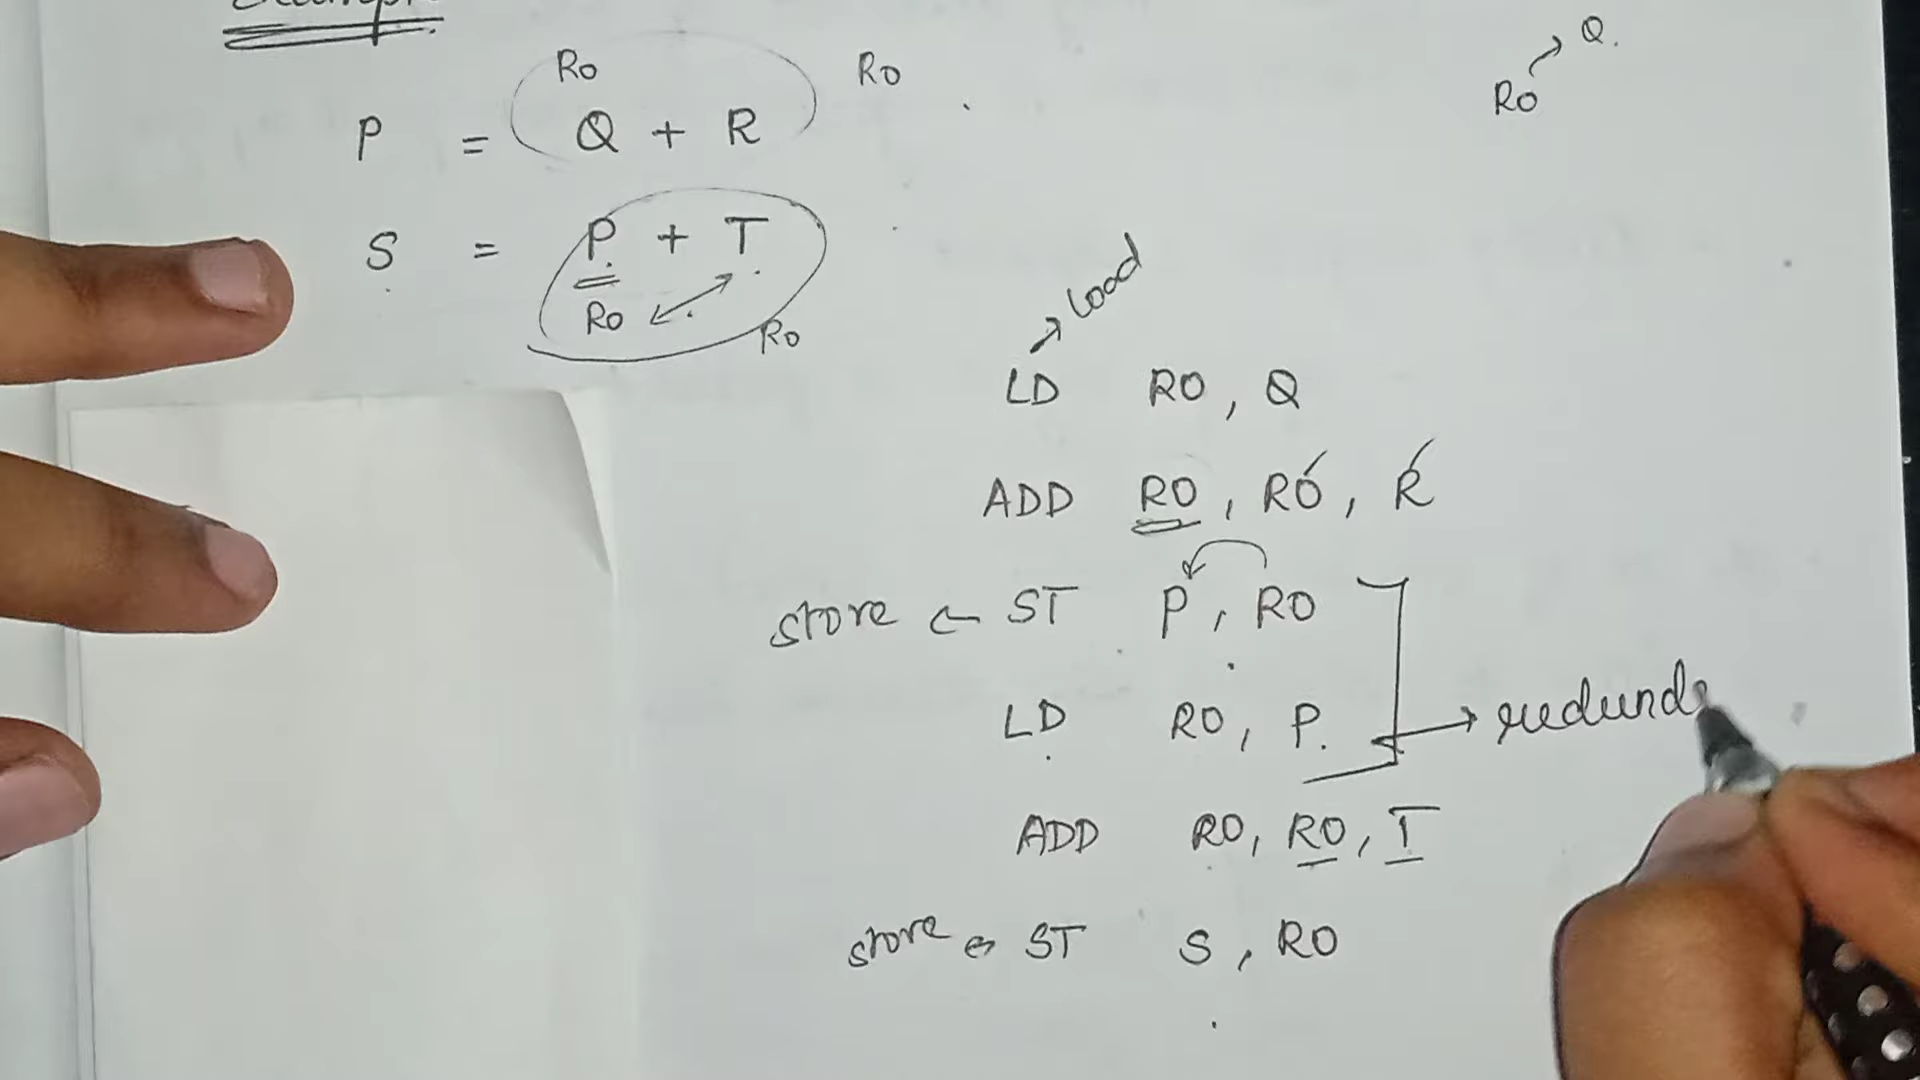 Ro Ro
P = Q + R
Ro → Q.
S = P + T
Ro Ro
→ Load
LD RO, Q
ADD RO, RO, R
store ← ST P, RO
LD RO, P. → redund
ADD RO, RO, T
store ← ST S, RO